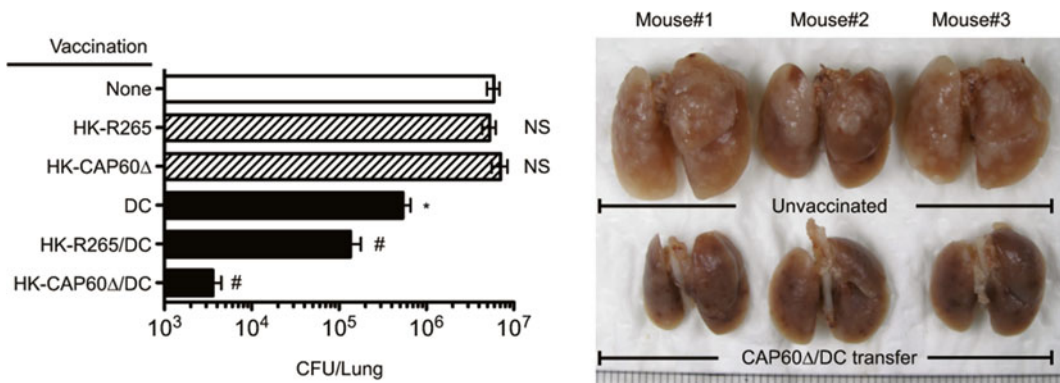 Vaccination
None
HK-R265
NS
HK-CAP60Δ
NS
DC
*
HK-R265/DC
#
HK-CAP60Δ/DC
#
10³ 10⁴ 10⁵ 10⁶ 10⁷
CFU/Lung
Mouse#1 Mouse#2 Mouse#3
Unvaccinated
CAP60Δ/DC transfer